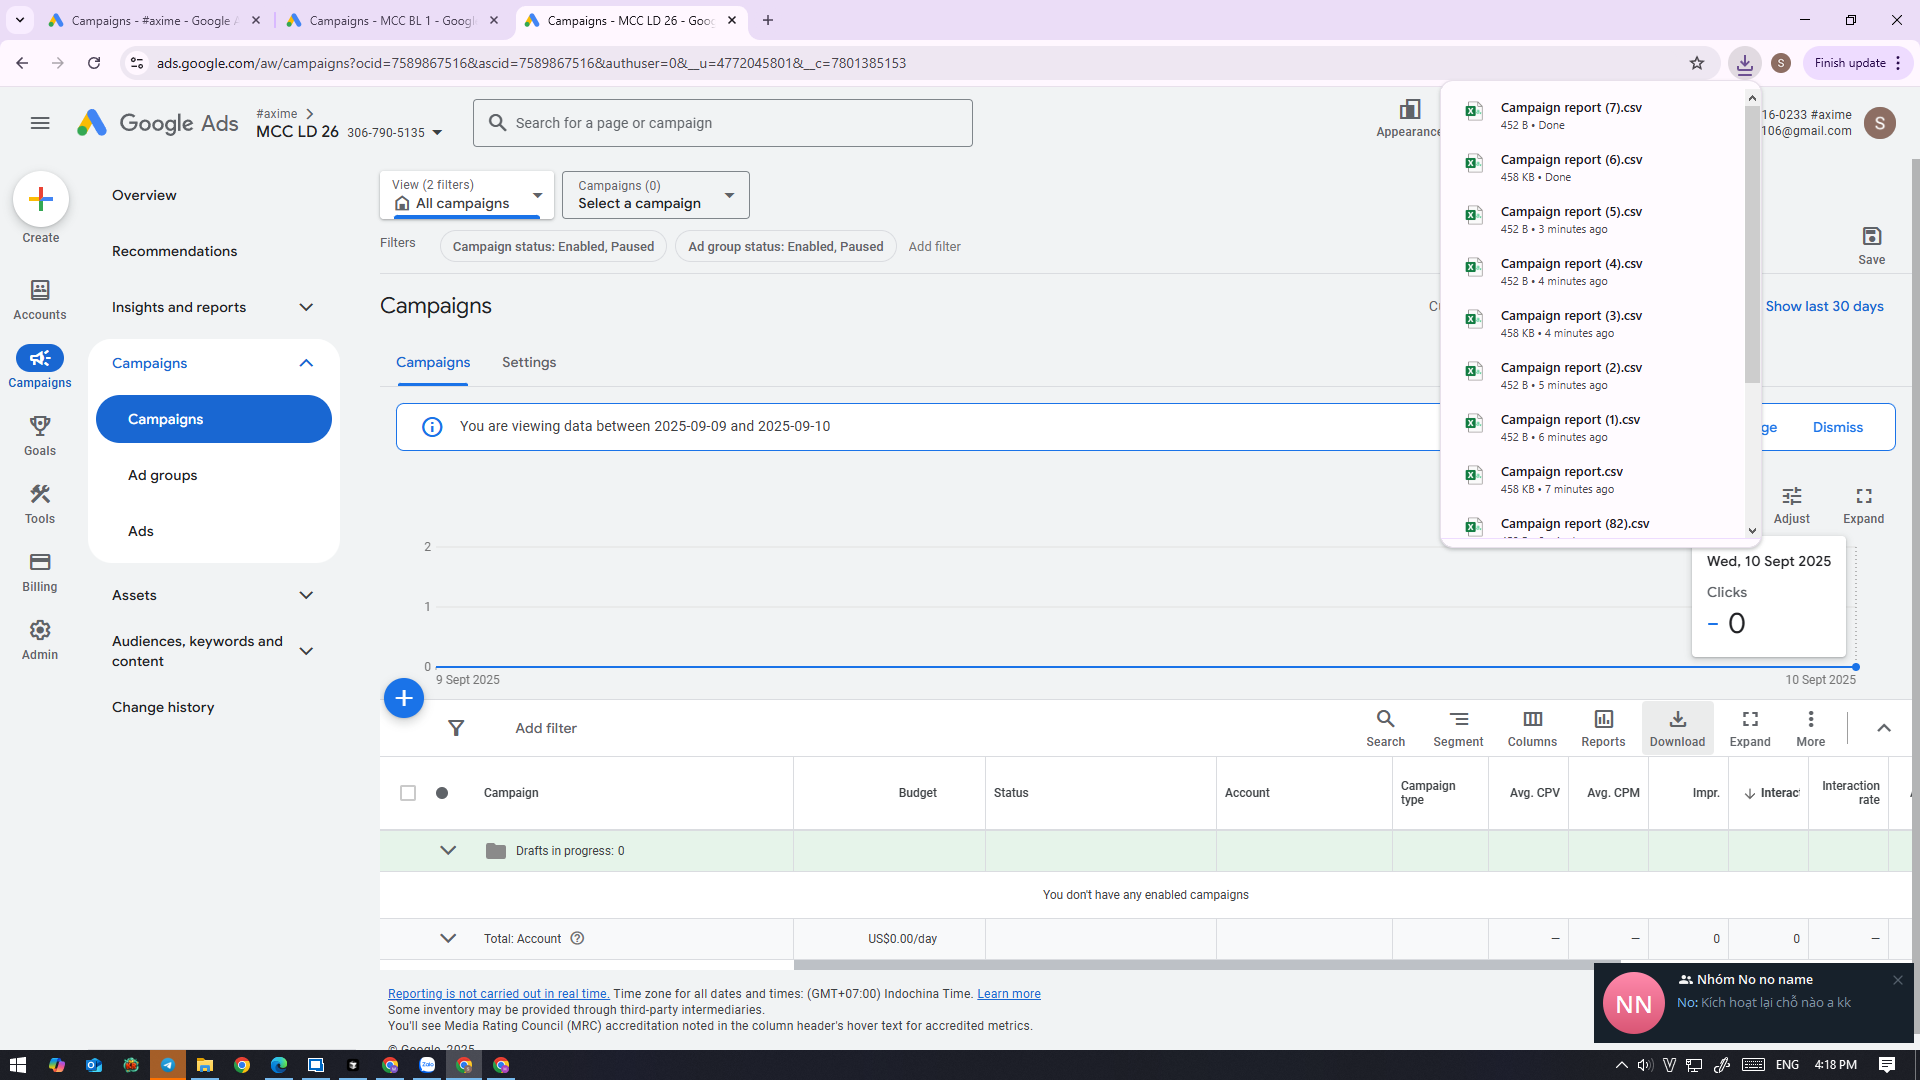 Campaigns - #axime - Google A
Campaigns - MCC BL 1 - Googl
Campaigns - MCC LD 26 - Goog
ads.google.com/aw/campaigns?ocid=7589867516&ascid=7589867516&authuser=0&__u=4772045801&__c=7801385153
S
Finish update
Google Ads
#axime
MCC LD 26 306-790-5135
Search for a page or campaign
Appearance
16-0233 #axime
106@gmail.com
S
Campaign report (7).csv
452 B • Done
Campaign report (6).csv
458 KB • Done
Campaign report (5).csv
452 B • 3 minutes ago
Campaign report (4).csv
452 B • 4 minutes ago
Campaign report (3).csv
458 KB • 4 minutes ago
Campaign report (2).csv
452 B • 5 minutes ago
Campaign report (1).csv
452 B • 6 minutes ago
Campaign report.csv
458 KB • 7 minutes ago
Campaign report (82).csv
Create
Accounts
Campaigns
Goals
Tools
Billing
Admin
Overview
Recommendations
Insights and reports
Campaigns
Campaigns
Ad groups
Ads
Assets
Audiences, keywords and
content
Change history
View (2 filters)
All campaigns
Campaigns (0)
Select a campaign
Filters
Campaign status: Enabled, Paused
Ad group status: Enabled, Paused
Add filter
Save
Campaigns
Show last 30 days
Campaigns
Settings
You are viewing data between 2025-09-09 and 2025-09-10
ge
Dismiss
Adjust
Expand
2
1
0
9 Sept 2025
10 Sept 2025
Wed, 10 Sept 2025
Clicks
0
Add filter
Search
Segment
Columns
Reports
Download
Expand
More
Campaign
Budget
Status
Account
Campaign type
Avg. CPV
Avg. CPM
Impr.
Interac
Interaction rate
Drafts in progress: 0
You don't have any enabled campaigns
Total: Account
US$0.00/day
—
—
0
0
—
Reporting is not carried out in real time. Time zone for all dates and times: (GMT+07:00) Indochina Time. Learn more
Some inventory may be provided through third-party intermediaries.
You'll see Media Rating Council (MRC) accreditation noted in the column header's hover text for accredited metrics.
© Google, 2025
NN
Nhóm No no name
No: Kích hoạt lại chỗ nào a kk
Zalo
ENG
4:18 PM